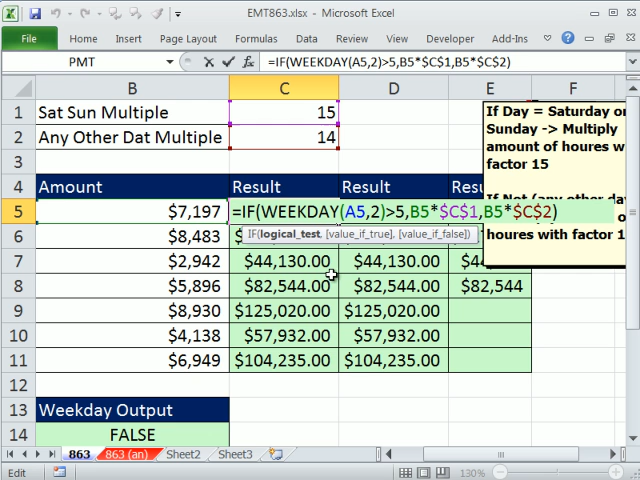 EMT863.xlsx - Microsoft Excel
File Home Insert Page Layout Formulas Data Review View Developer Add-Ins
PMT =IF(WEEKDAY(A5,2)>5,B5*$C$1,B5*$C$2)
B C D E F
1 Sat Sun Multiple 15
2 Any Other Dat Multiple 14
3
If Day = Saturday or
Sunday -> Multiply
amount of houres w
factor 15
If Not (any other day
houres with factor 1
4 Amount Result Result
5 $7,197 =IF(WEEKDAY(A5,2)>5,B5*$C$1,B5*$C$2)
IF(logical_test, [value_if_true], [value_if_false])
6 $8,483
7 $2,942 $44,130.00 $44,130.00
8 $5,896 $82,544.00 $82,544.00 $82,544
9 $8,930 $125,020.00 $125,020.00
10 $4,138 $57,932.00 $57,932.00
11 $6,949 $104,235.00 $104,235.00
12
13 Weekday Output
14 FALSE
863 863 (an) Sheet2 Sheet3
Edit 130%